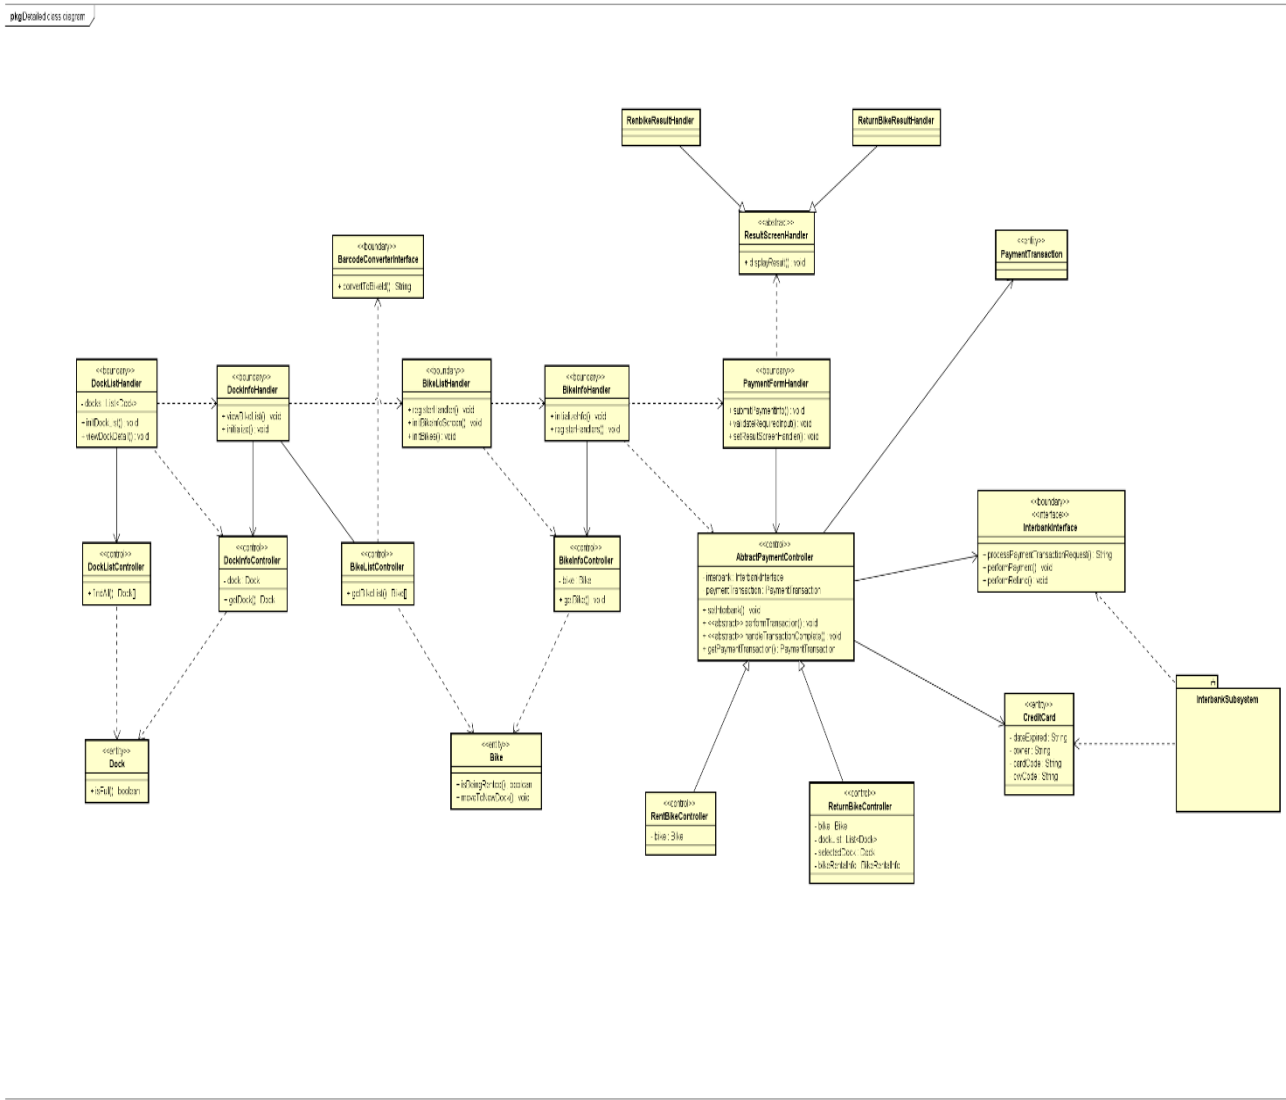 pkg Detailed class diagram
RenbikeResultHandler
ReturnBikeResultHandler
<<abstract>>
ResultScreenHandler
+ displayResult() : void
<<entity>>
PaymentTransaction
<<boundary>>
BarcodeConverterInterface
+ convertToBikeId() : String
<<boundary>>
DockListHandler
- docks : List<Dock>
+ initDockList() : void
- viewDockDetail() : void
<<boundary>>
DockInfoHandler
+ viewBikeList() : void
+ initialize() : void
<<boundary>>
BikeListHandler
+ registerHandler() : void
+ initBikeInfoScreen() : void
+ initBikes() : void
<<boundary>>
BikeInfoHandler
+ initializeInfo() : void
+ registerHandlers() : void
<<boundary>>
PaymentFormHandler
+ submitPaymentInfo() : void
+ validateRequiredInput() : void
+ setResultScreenHandler() : void
<<boundary>>
<<interface>>
InterbankInterface
+ processPaymentTransactionRequest() : String
+ performPayment() : void
+ performRefund() : void
<<control>>
DockListController
+ findAll() : Dock[]
<<control>>
DockInfoController
- dock : Dock
+ getDock() : Dock
<<control>>
BikeListController
+ getBikeList() : Bike[]
<<control>>
BikeInfoController
- bike : Bike
+ getBike() : void
<<control>>
AbtractPaymentController
- interbank : InterbankInterface
- paymentTransaction : PaymentTransaction
+ setInterbank() : void
+ <<abstract>> performTransaction() : void
+ <<abstract>> handleTransactionComplete() : void
+ getPaymentTransaction() : PaymentTransaction
<<entity>>
Dock
+ isFull() : boolean
<<entity>>
Bike
+ isBeingRented() : boolean
+ moveToNewDock() : void
<<control>>
RentBikeController
- bike : Bike
<<control>>
ReturnBikeController
- bike : Bike
- dockList : List<Dock>
- selectedDock : Dock
- bikeRentalInfo : BikeRentalInfo
<<entity>>
CreditCard
- dateExpired : String
- owner : String
- cardCode : String
- cvvCode : String
InterbankSubsystem